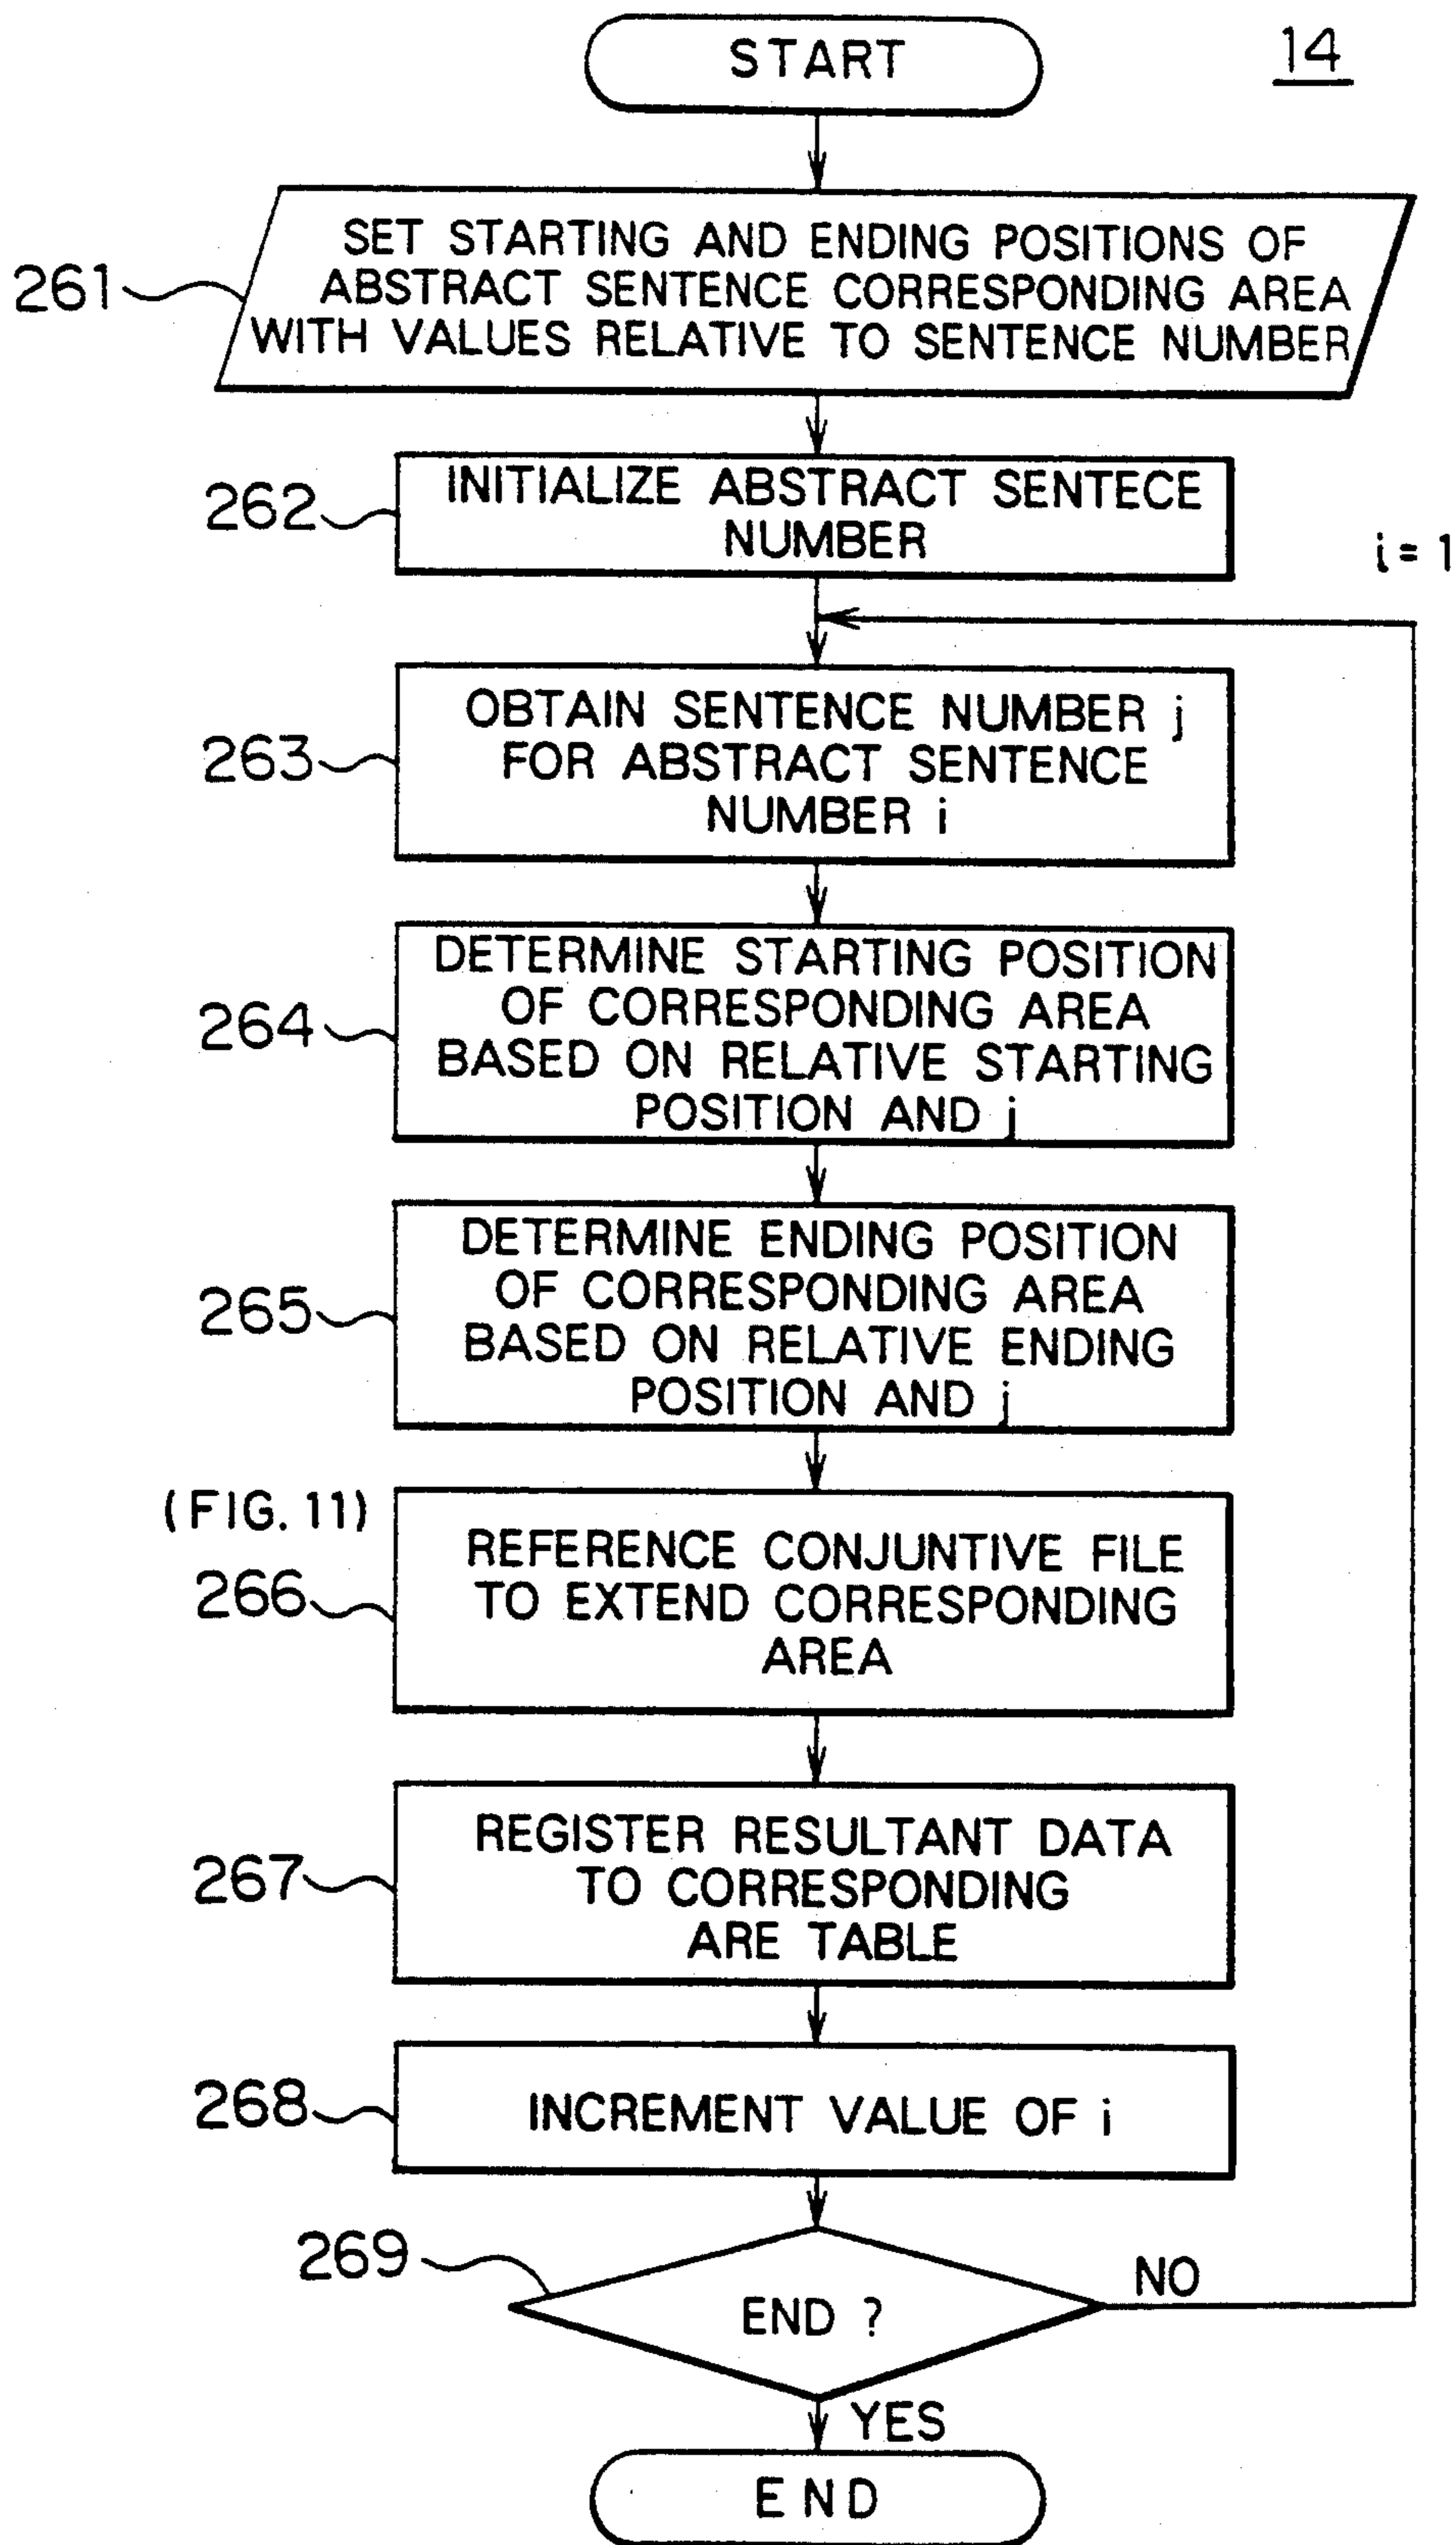 START
14
SET STARTING AND ENDING POSITIONS OF
ABSTRACT SENTENCE CORRESPONDING AREA
WITH VALUES RELATIVE TO SENTENCE NUMBER
261
INITIALIZE ABSTRACT SENTECE
NUMBER
262
i = 1
OBTAIN SENTENCE NUMBER j
FOR ABSTRACT SENTENCE
NUMBER i
263
DETERMINE STARTING POSITION
OF CORRESPONDING AREA
BASED ON RELATIVE STARTING
POSITION AND j
264
DETERMINE ENDING POSITION
OF CORRESPONDING AREA
BASED ON RELATIVE ENDING
POSITION AND j
265
(FIG. 11)
266
REFERENCE CONJUNTIVE FILE
TO EXTEND CORRESPONDING
AREA
REGISTER RESULTANT DATA
TO CORRESPONDING
ARE TABLE
267
INCREMENT VALUE OF i
268
269
END ?
NO
YES
END